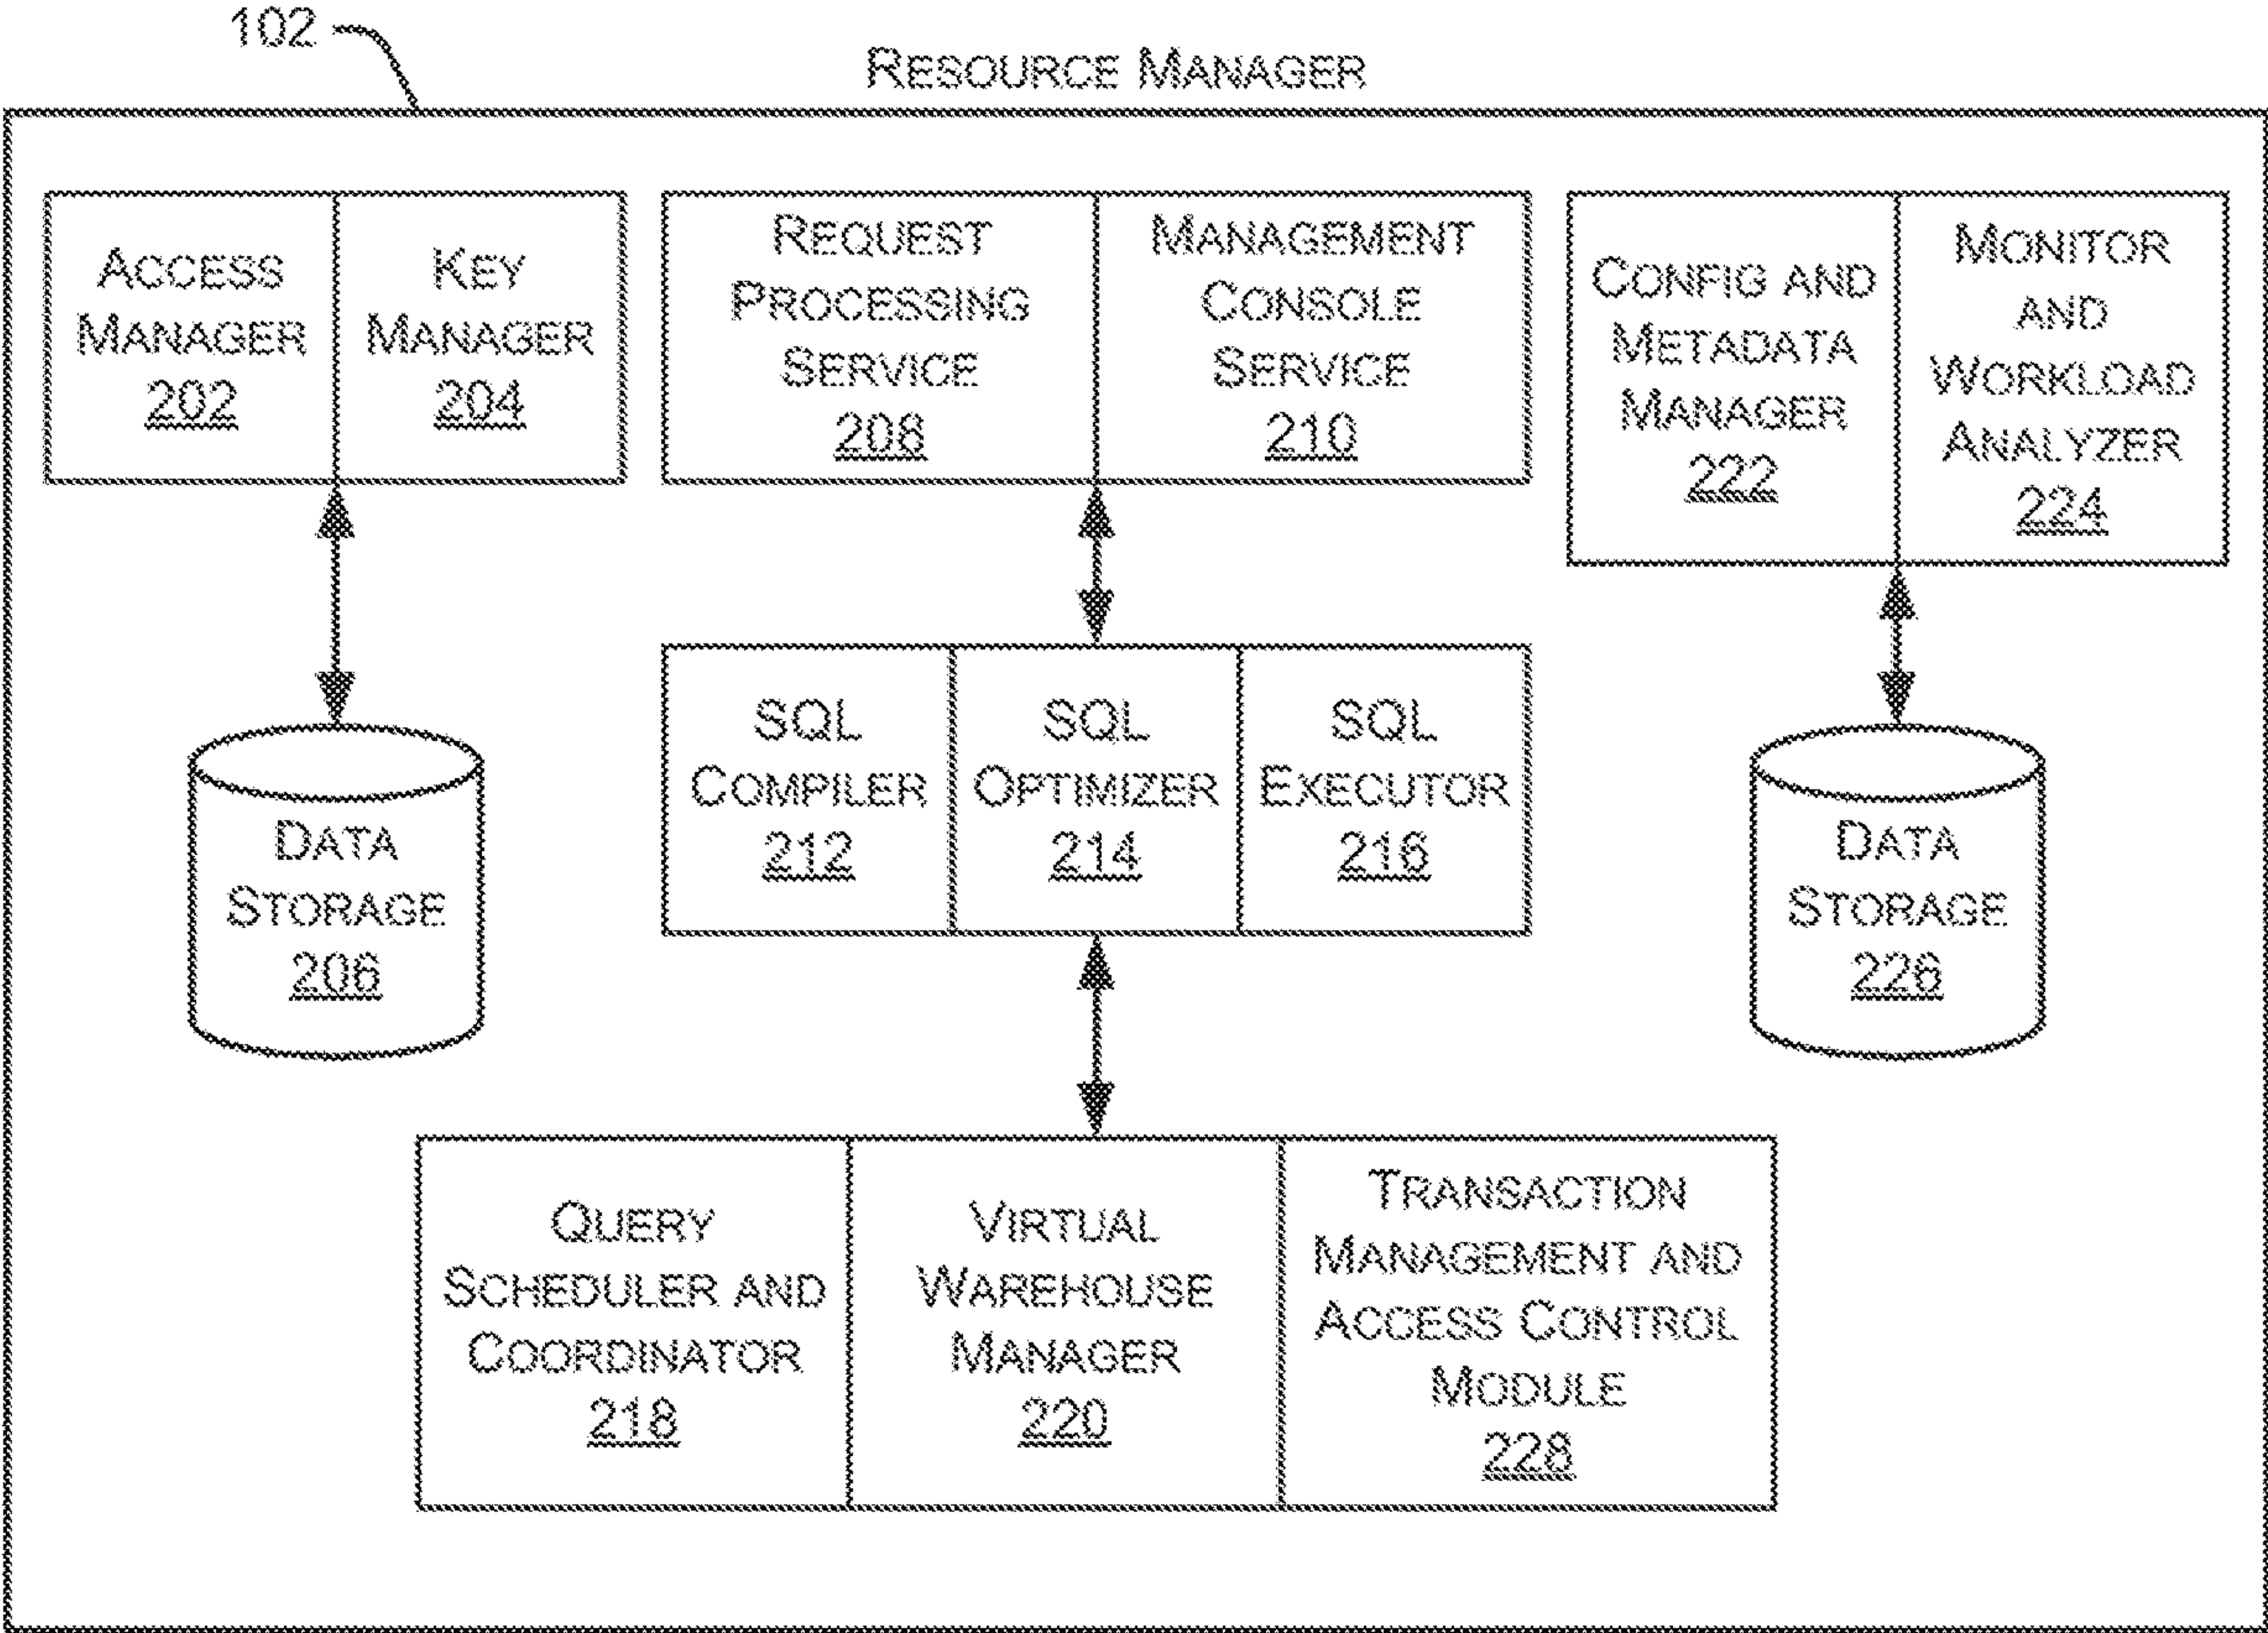 102
RESOURCE MANAGER
ACCESS
MANAGER
202
KEY
MANAGER
204
REQUEST
PROCESSING
SERVICE
208
MANAGEMENT
CONSOLE
SERVICE
210
CONFIG AND
METADATA
MANAGER
222
MONITOR
AND
WORKLOAD
ANALYZER
224
DATA
STORAGE
206
SQL
COMPILER
212
SQL
OPTIMIZER
214
SQL
EXECUTOR
216
DATA
STORAGE
226
QUERY
SCHEDULER AND
COORDINATOR
218
VIRTUAL
WAREHOUSE
MANAGER
220
TRANSACTION
MANAGEMENT AND
ACCESS CONTROL
MODULE
228